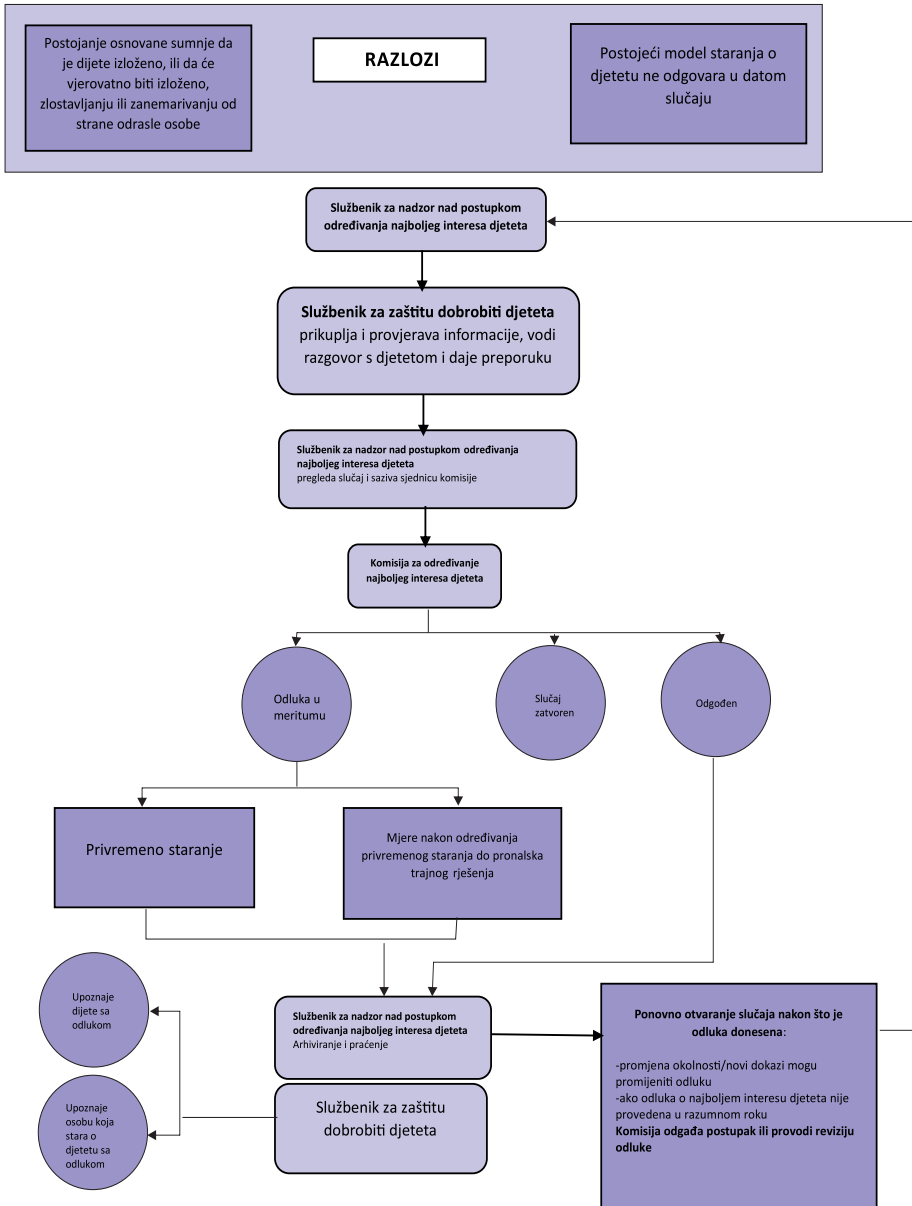 Postojanje osnovane sumnje da
je dijete izloženo, ili da će
vjerovatno biti izloženo,
zlostavljanju ili zanemarivanju od
strane odrasle osobe
RAZLOZI
Postojeći model staranja o
djetetu ne odgovara u datom
slučaju
Službenik za nadzor nad postupkom
određivanja najboljeg interesa djeteta
Službenik za zaštitu dobrobiti djeteta
prikuplja i provjerava informacije, vodi
razgovor s djetetom i daje preporuku
Službenik za nadzor nad postupkom određivanja
najboljeg interesa djeteta
pregleda slučaj i saziva sjednicu komisije
Komisija za određivanje
najboljeg interesa djeteta
Odluka u
meritumu
Slučaj
zatvoren
Odgođen
Privremeno staranje
Mjere nakon određivanja
privremenog staranja do pronalska
trajnog rješenja
Upoznaje
dijete sa
odlukom
Službenik za nadzor nad postupkom
određivanja najboljeg interesa djeteta
Arhiviranje i praćenje
Ponovno otvaranje slučaja nakon što je
odluka donesena:
-promjena okolnosti/novi dokazi mogu
promijeniti odluku
-ako odluka o najboljem interesu djeteta nije
provedena u razumnom roku
Komisija odgađa postupak ili provodi reviziju
odluke
Upoznaje
osobu koja
stara o
djetetu sa
odlukom
Službenik za zaštitu
dobrobiti djeteta